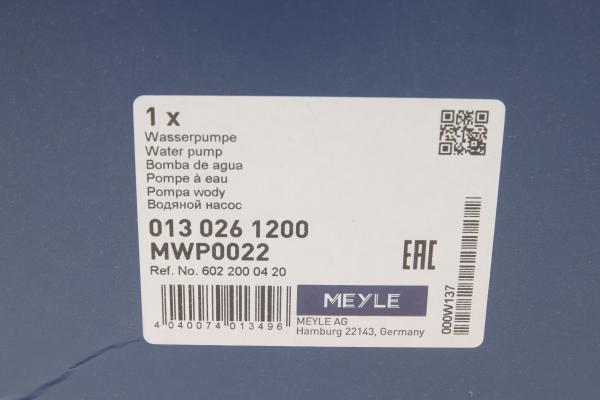 1 x
Wasserpumpe
Water pump
Bomba de agua
Pompe à eau
Pompa wody
Водяной насос
013 026 1200
MWP0022
Ref. No. 602 200 04 20
EAC
4 040074 013496
MEYLE
MEYLE AG
Hamburg 22143, Germany
000W137